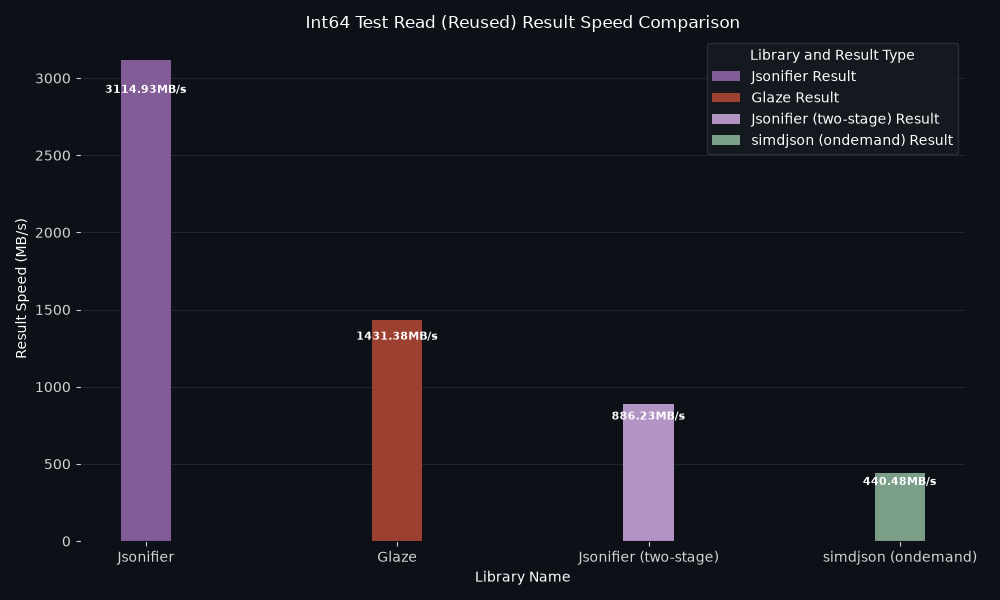 Int64 Test Read (Reused) Result Speed Comparison
Library and Result Type
Jsonifier Result
Glaze Result
Jsonifier (two-stage) Result
simdjson (ondemand) Result
Result Speed (MB/s)
3000
2500
2000
1500
1000
500
0
3114.93MB/s
1431.38MB/s
886.23MB/s
440.48MB/s
Jsonifier
Glaze
Jsonifier (two-stage)
simdjson (ondemand)
Library Name